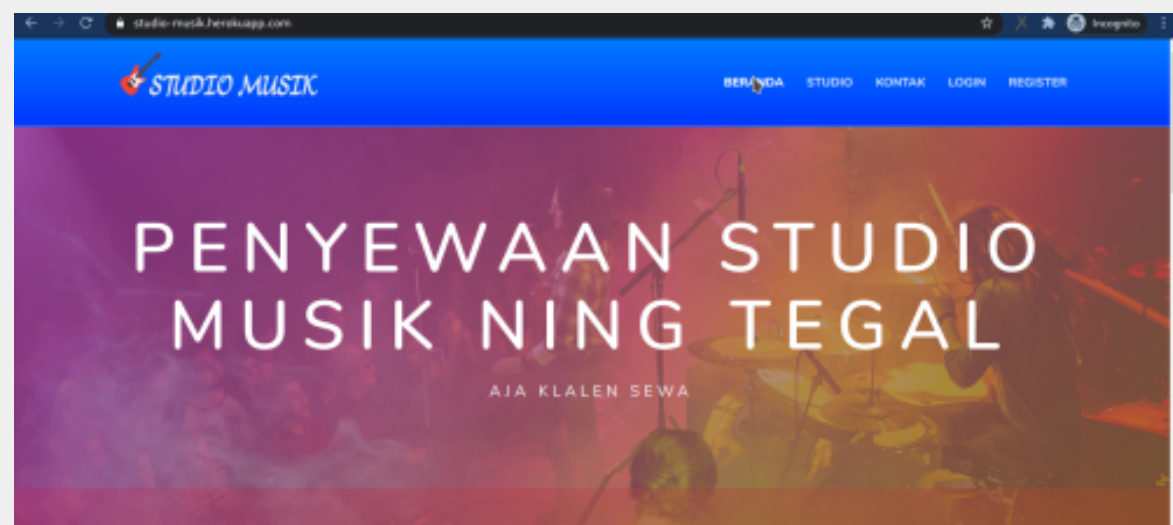 studio-musik.herokuapp.com
Incognito
STUDIO MUSIK
BERANDA STUDIO KONTAK LOGIN REGISTER
PENYEWAAN STUDIO
MUSIK NING TEGAL
AJA KLALEN SEWA